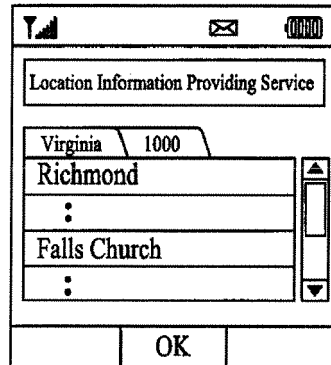 Location Information Providing Service
Virginia 1000
Richmond
:
Falls Church
:
OK